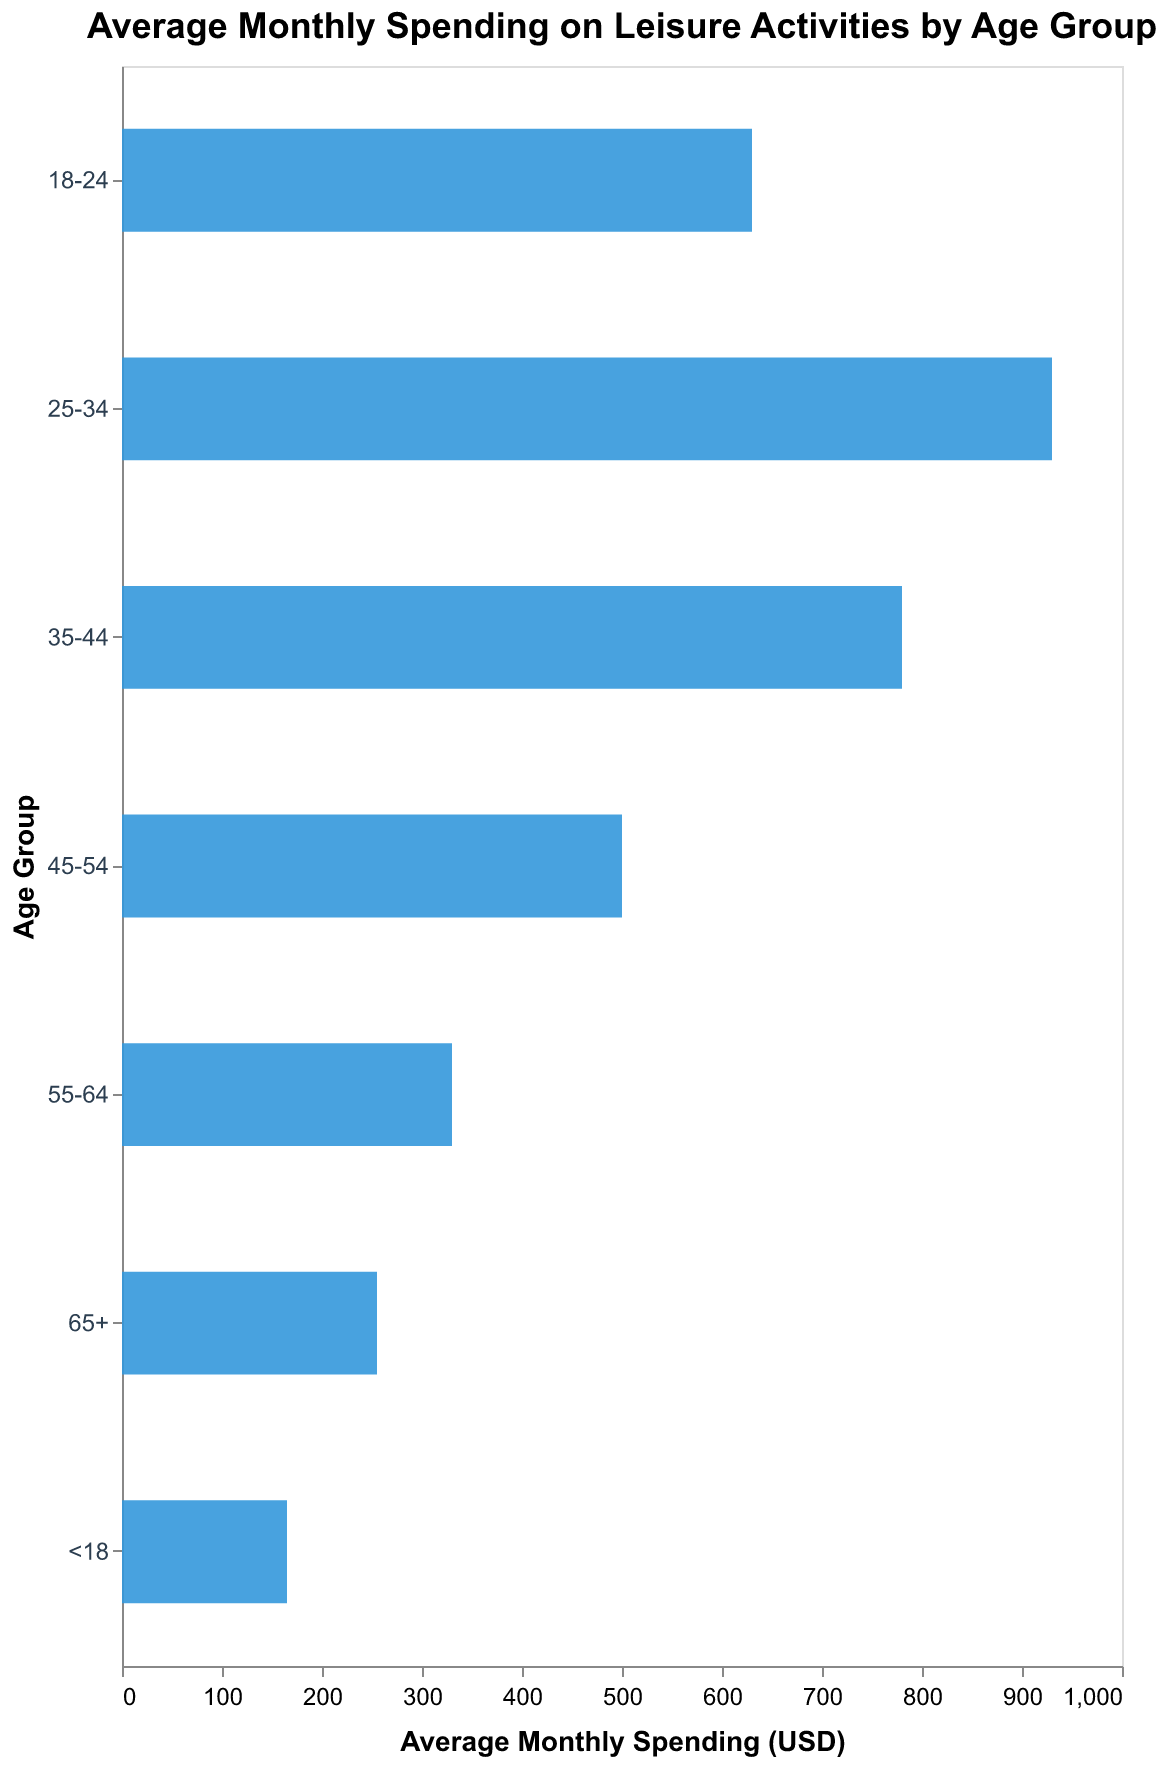 Average Monthly Spending on Leisure Activities by Age Group
Age Group
18-24
25-34
35-44
45-54
55-64
65+
<18
0 100 200 300 400 500 600 700 800 900 1,000
Average Monthly Spending (USD)